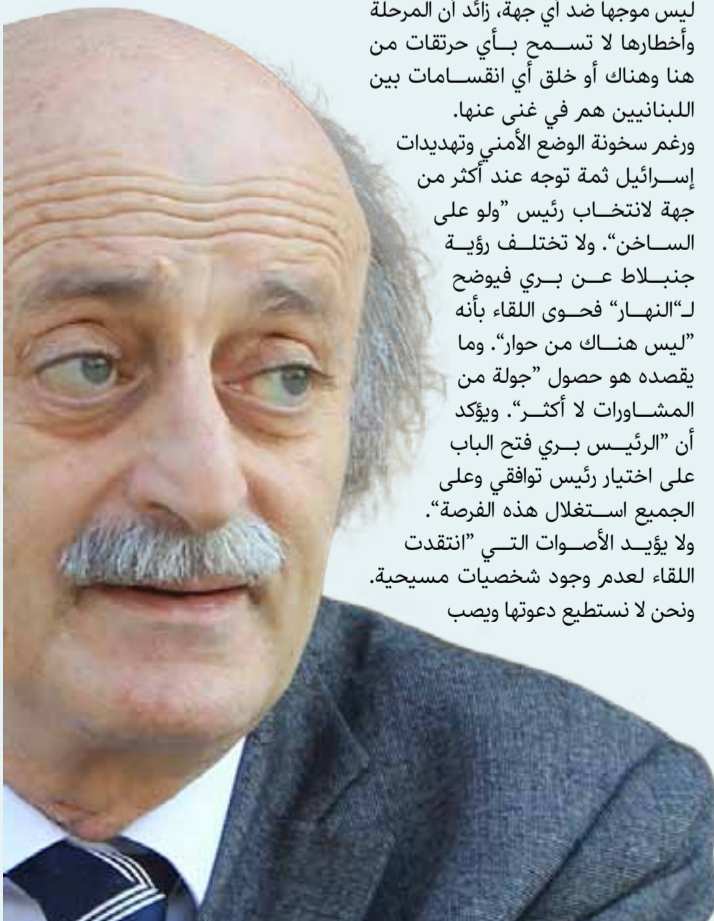 ليس موجها ضد أي جهة، زائد ان المرحلة
وأخطارها لا تسمح بأي حرتقات من
هنا وهناك أو خلق أي انقسامات بين
اللبنانيين هم في غنى عنها.
ورغم سخونة الوضع الأمني وتهديدات
إسرائيل ثمة توجه عند أكثر من
جهة لانتخاب رئيس ”ولو على
الساخن“. ولا تختلف رؤية
جنبلاط عن بري فيوضح
لـ“النهار“ فحوى اللقاء بأنه
”ليس هناك من حوار“. وما
يقصده هو حصول ”جولة من
المشاورات لا أكثر“. ويؤكد
أن ”الرئيس بري فتح الباب
على اختيار رئيس توافقي وعلى
الجميع استغلال هذه الفرصة“.
ولا يؤيد الأصوات التي ”انتقدت
اللقاء لعدم وجود شخصيات مسيحية.
ونحن لا نستطيع دعوتها ويصب